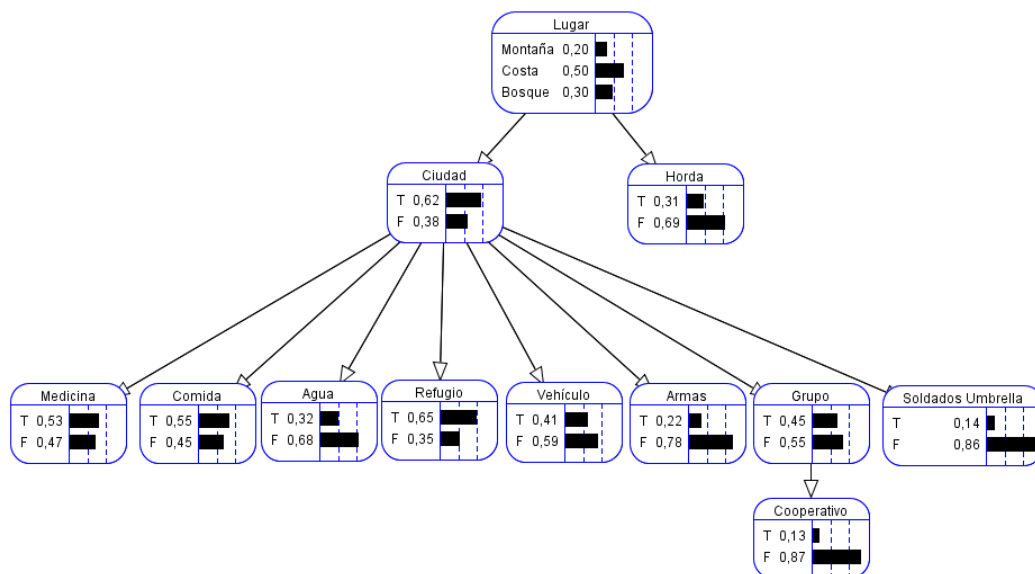 Lugar
Montaña 0,20
Costa 0,50
Bosque 0,30
Ciudad
T 0,62
F 0,38
Horda
T 0,31
F 0,69
Medicina
T 0,53
F 0,47
Comida
T 0,55
F 0,45
Agua
T 0,32
F 0,68
Refugio
T 0,65
F 0,35
Vehículo
T 0,41
F 0,59
Armas
T 0,22
F 0,78
Grupo
T 0,45
F 0,55
Soldados Umbrella
T 0,14
F 0,86
Cooperativo
T 0,13
F 0,87